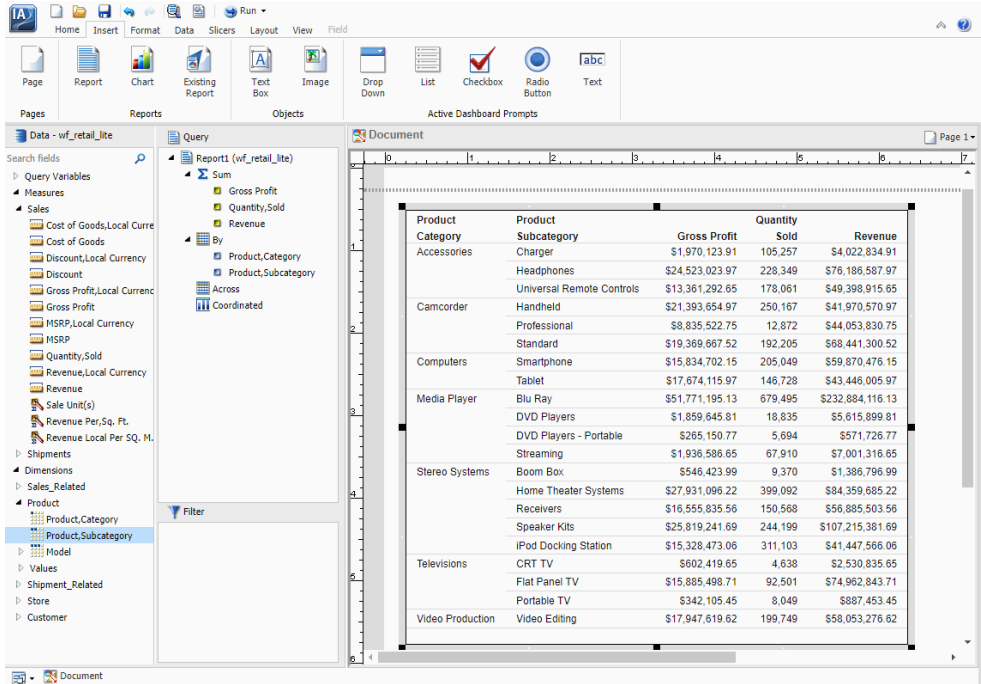 IA
Run
Home Insert Format Data Slicers Layout View Field
Page
Report
Chart
Existing Report
Text Box
Image
Drop Down
List
Checkbox
Radio Button
abc
Text
Pages
Reports
Objects
Active Dashboard Prompts
Data - wf_retail_lite
Search fields
Query Variables
Measures
Sales
Cost of Goods,Local Curre
Cost of Goods
Discount,Local Currency
Discount
Gross Profit,Local Currenc
Gross Profit
MSRP,Local Currency
MSRP
Quantity,Sold
Revenue,Local Currency
Revenue
Sale Unit(s)
Revenue Per,Sq. Ft.
Revenue Local Per SQ. M.
Shipments
Dimensions
Sales_Related
Product
Product,Category
Product,Subcategory
Model
Values
Shipment_Related
Store
Customer
Query
Report1 (wf_retail_lite)
Sum
Gross Profit
Quantity,Sold
Revenue
By
Product,Category
Product,Subcategory
Across
Coordinated
Filter
Document
Page 1
0 1 2 3 4 5 6 7
0
1
2
3
4
5
6
Product Category Product Subcategory Gross Profit Quantity Sold Revenue
Accessories Charger $1,970,123.91 105,257 $4,022,834.91
Headphones $24,523,023.97 228,349 $76,186,587.97
Universal Remote Controls $13,361,292.65 178,061 $49,398,915.65
Camcorder Handheld $21,393,654.97 250,167 $41,970,570.97
Professional $8,835,522.75 12,872 $44,053,830.75
Standard $19,369,667.52 192,205 $68,441,300.52
Computers Smartphone $15,834,702.15 205,049 $59,870,476.15
Tablet $17,674,115.97 146,728 $43,446,005.97
Media Player Blu Ray $51,771,195.13 679,495 $232,884,116.13
DVD Players $1,859,645.81 18,835 $5,615,899.81
DVD Players - Portable $265,150.77 5,694 $571,726.77
Streaming $1,936,586.65 67,910 $7,001,316.65
Stereo Systems Boom Box $546,423.99 9,370 $1,386,796.99
Home Theater Systems $27,931,096.22 399,092 $84,359,685.22
Receivers $16,555,835.56 150,568 $56,885,503.56
Speaker Kits $25,819,241.69 244,199 $107,215,381.69
iPod Docking Station $15,328,473.06 311,103 $41,447,566.06
Televisions CRT TV $602,419.65 4,638 $2,530,835.65
Flat Panel TV $15,885,498.71 92,501 $74,962,843.71
Portable TV $342,105.45 8,049 $887,453.45
Video Production Video Editing $17,947,619.62 199,749 $58,053,276.62
Document